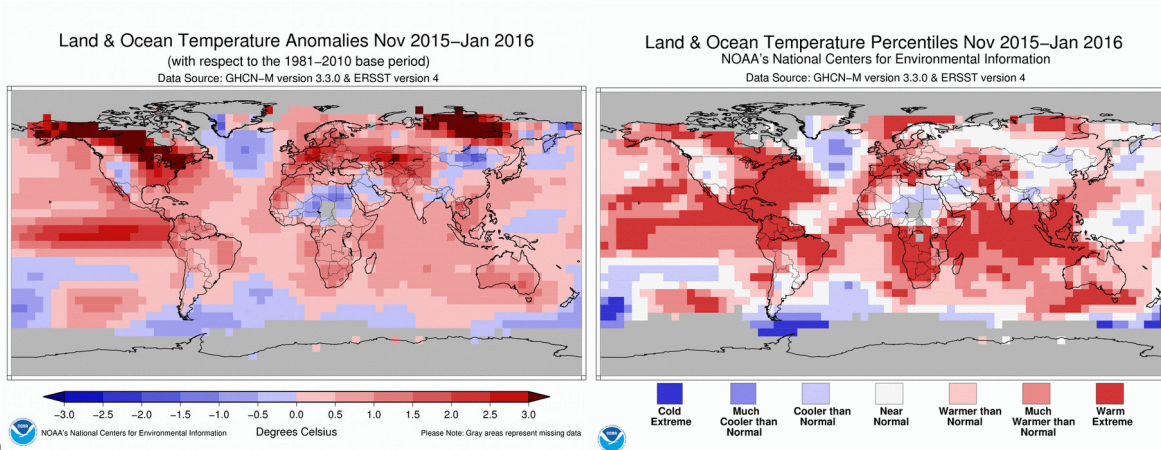 Land & Ocean Temperature Anomalies Nov 2015–Jan 2016
(with respect to the 1981–2010 base period)
Data Source: GHCN–M version 3.3.0 & ERSST version 4
−3.0 −2.5 −2.0 −1.5 −1.0 −0.5 0.0 0.5 1.0 1.5 2.0 2.5 3.0
NOAA's National Centers for Environmental Information
Degrees Celsius
Please Note: Gray areas represent missing data
NOAA
Land & Ocean Temperature Percentiles Nov 2015–Jan 2016
NOAA's National Centers for Environmental Information
Data Source: GHCN–M version 3.3.0 & ERSST version 4
Cold
Extreme
Much
Cooler than
Normal
Cooler than
Normal
Near
Normal
Warmer than
Normal
Much
Warmer than
Normal
Warm
Extreme
NOAA